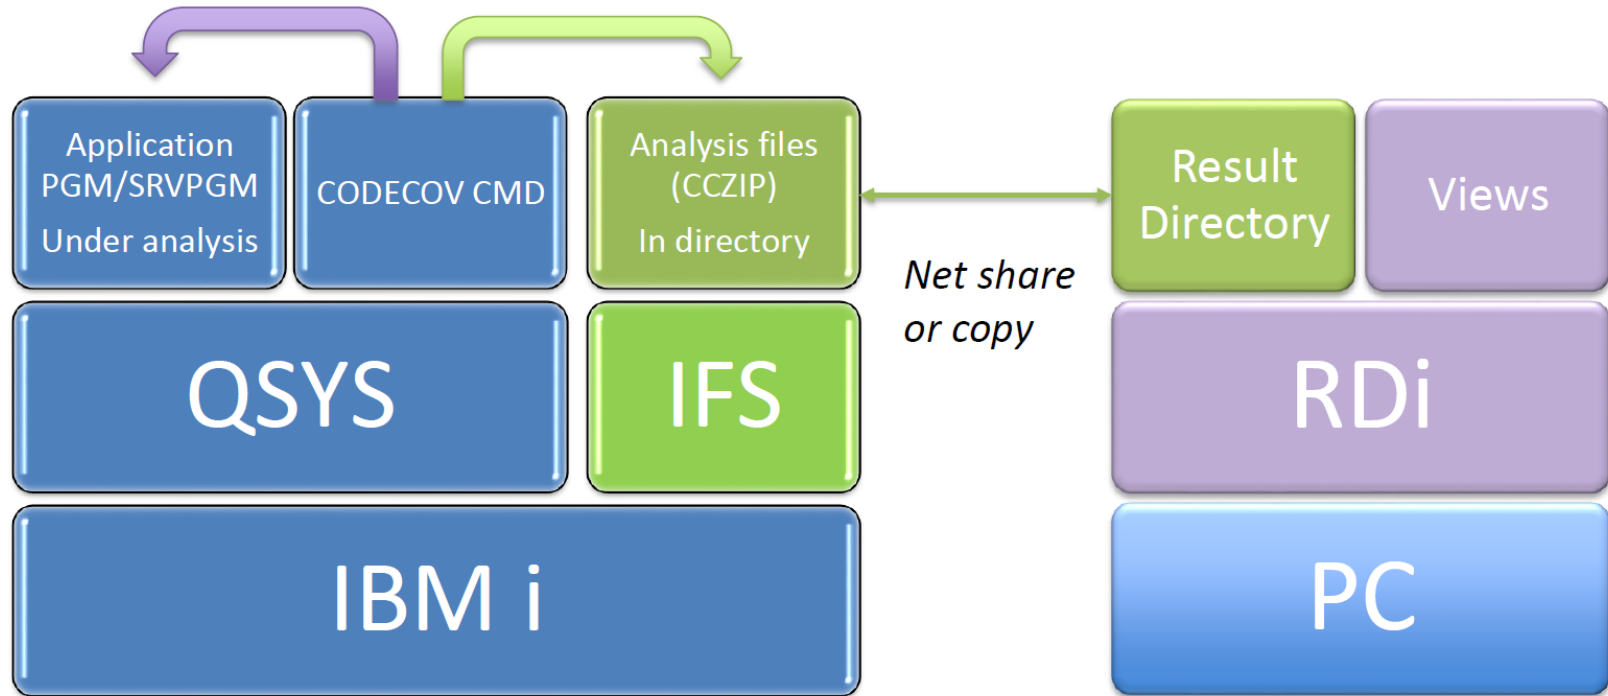 Application
PGM/SRVPGM
Under analysis
CODECOV CMD
Analysis files
(CCZIP)
In directory
Net share
or copy
Result
Directory
Views
QSYS
IFS
RDi
IBM i
PC